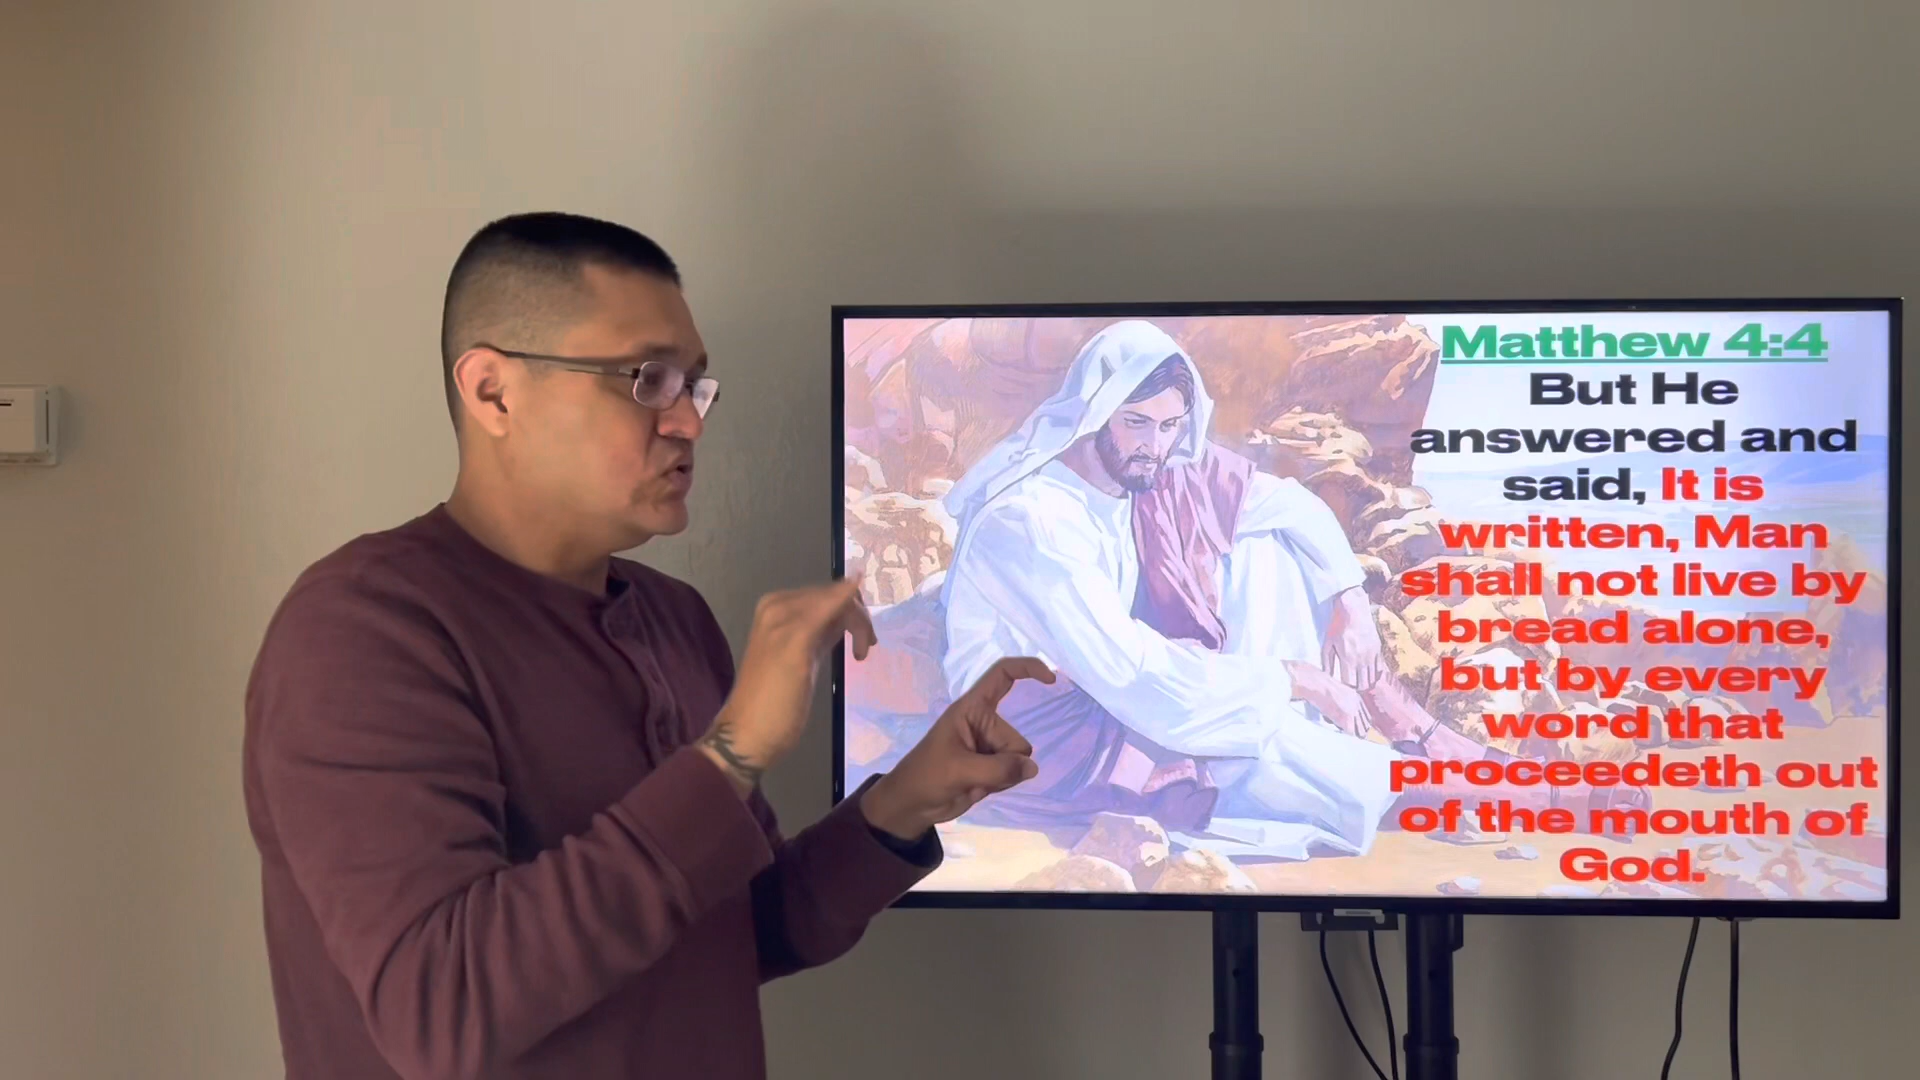 Matthew 4:4
But He
answered and
said, It is
written, Man
shall not live by
bread alone,
but by every
word that
proceedeth out
of the mouth of
God.